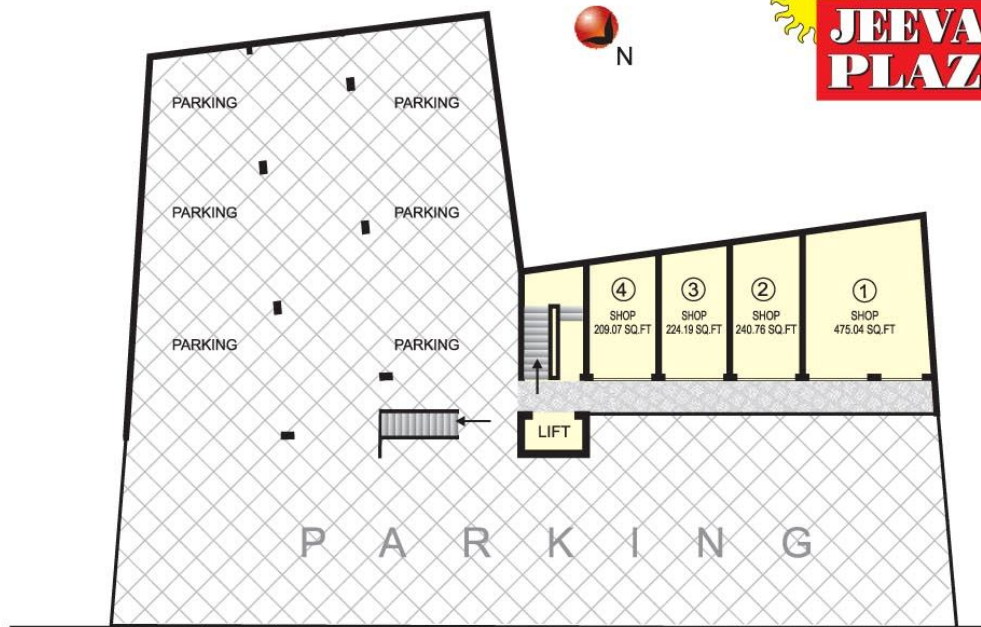 JEEVA
PLAZ
N
PARKING
PARKING
PARKING
PARKING
PARKING
PARKING
4
SHOP
209.07 SQ.FT
3
SHOP
224.19 SQ.FT
2
SHOP
240.76 SQ.FT
1
SHOP
475.04 SQ.FT
LIFT
PARKING